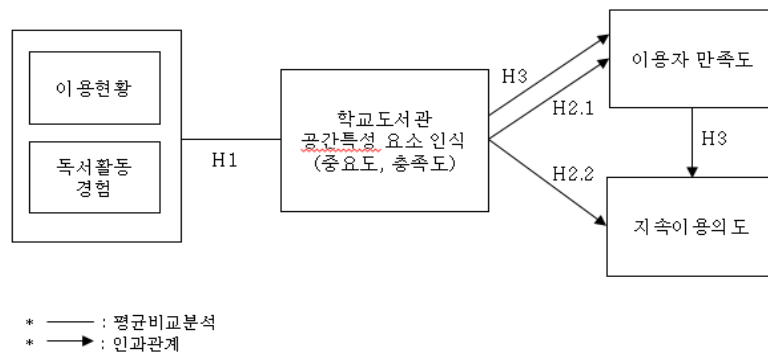 이용현황
독서활동
경험
H1
학교도서관
공간특성 요소 인식
(중요도, 충족도)
H3
H2.1
H2.2
이용자 만족도
H3
지속이용의도
* ——— : 평균비교분석
* ——▶ : 인과관계